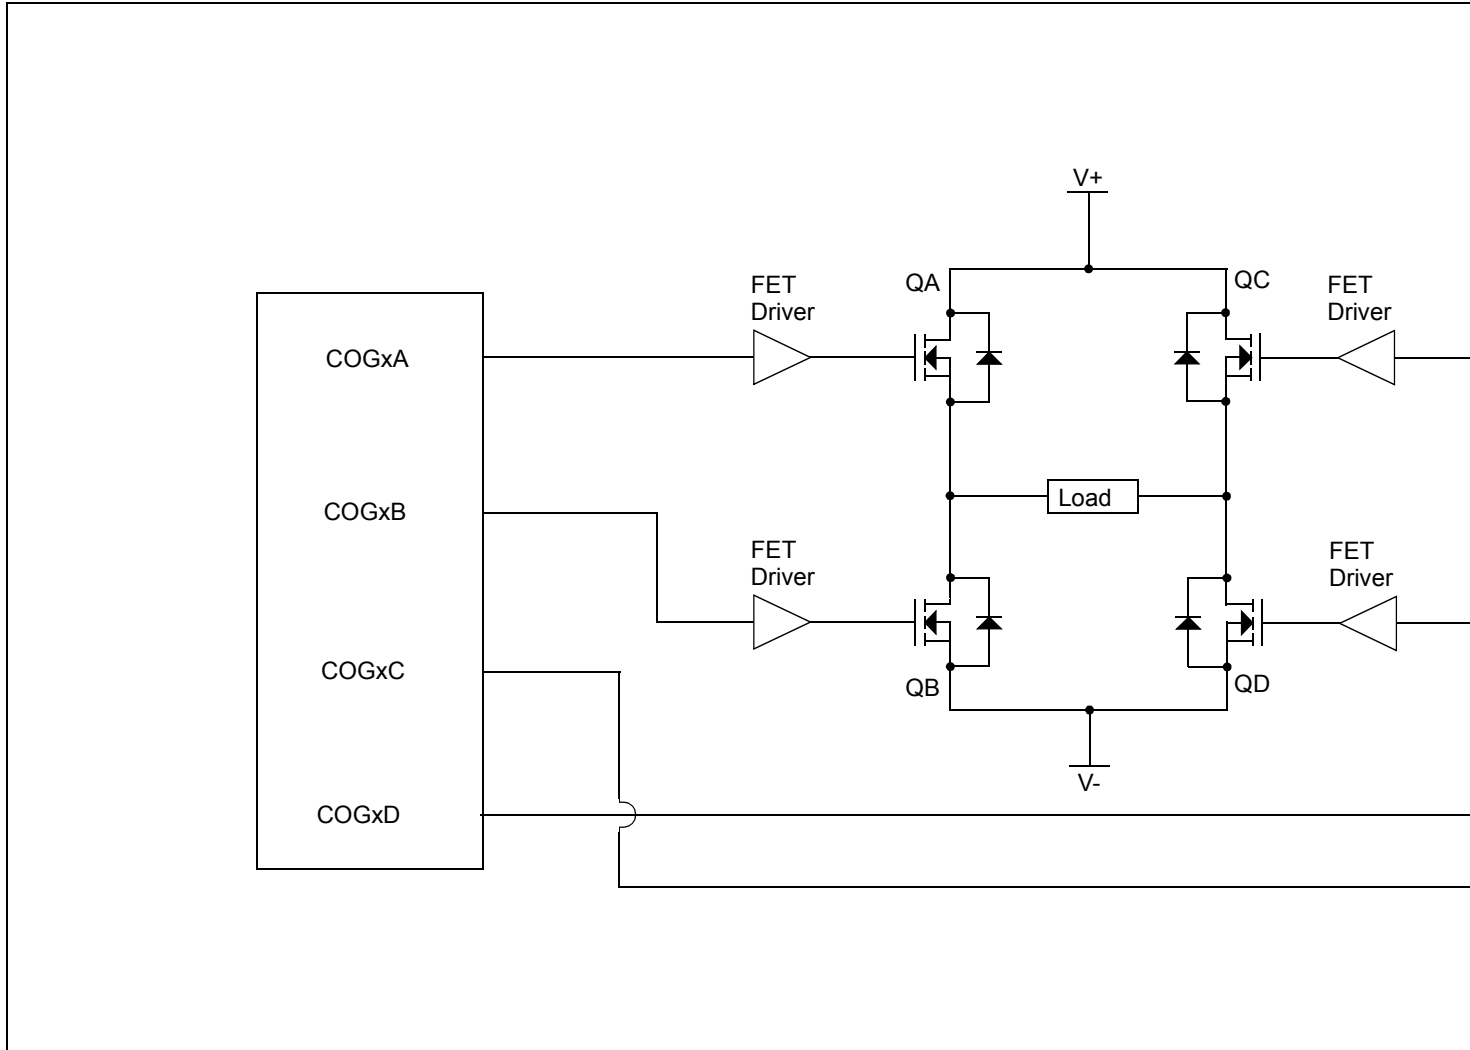 V+
FET
Driver
QA
QC
FET
Driver
COGxA
COGxB
Load
FET
Driver
FET
Driver
COGxC
QB
QD
V-
COGxD